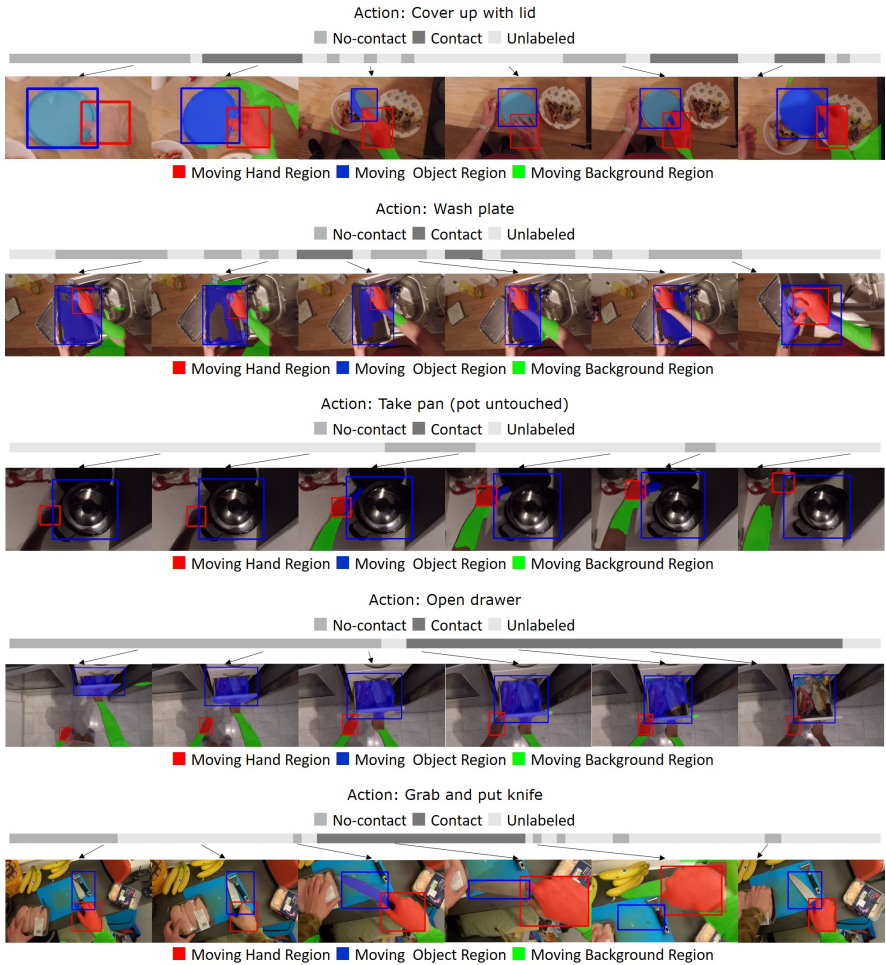 Action: Cover up with lid
No-contact Contact Unlabeled
Moving Hand Region Moving Object Region Moving Background Region
Action: Wash plate
No-contact Contact Unlabeled
Moving Hand Region Moving Object Region Moving Background Region
Action: Take pan (pot untouched)
No-contact Contact Unlabeled
Moving Hand Region Moving Object Region Moving Background Region
Action: Open drawer
No-contact Contact Unlabeled
Moving Hand Region Moving Object Region Moving Background Region
Action: Grab and put knife
No-contact Contact Unlabeled
Moving Hand Region Moving Object Region Moving Background Region